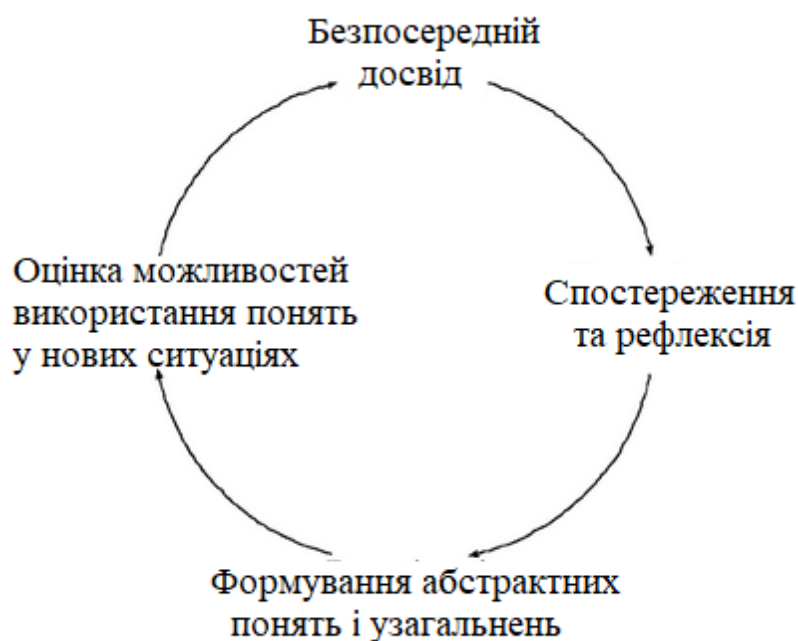 Безпосередній
досвід
Оцінка можливостей
використання понять
у нових ситуаціях
Спостереження
та рефлексія
Формування абстрактних
понять і узагальнень